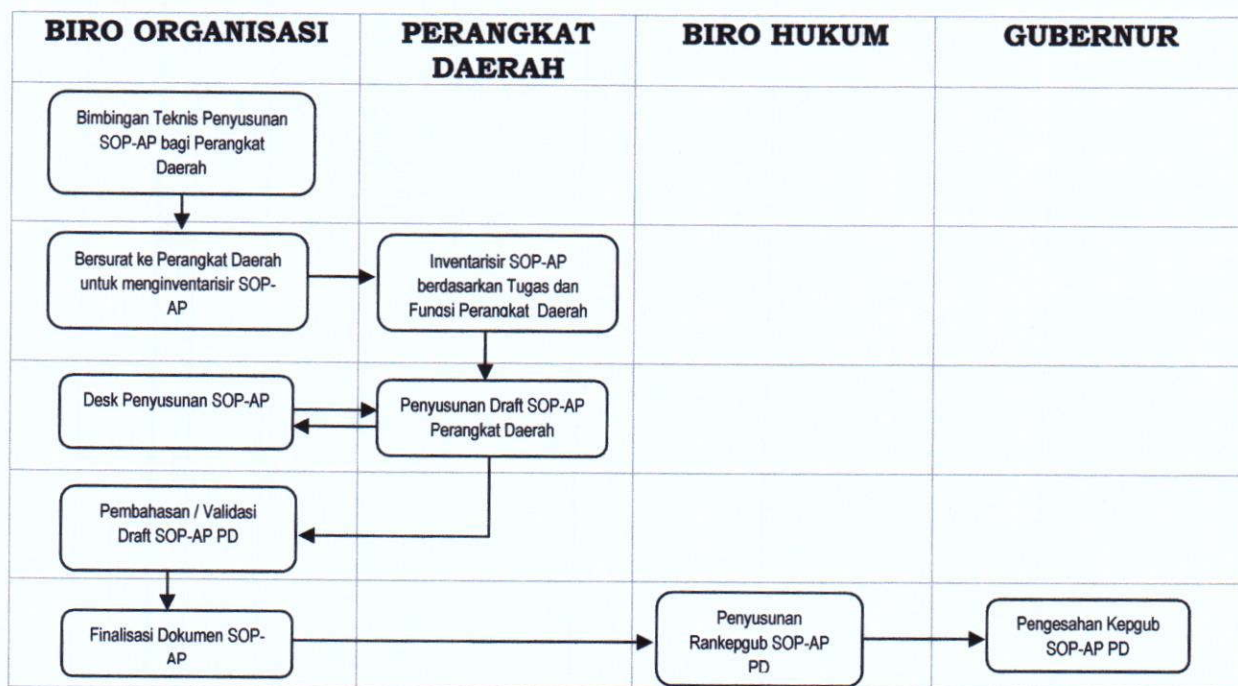 BIRO ORGANISASI
PERANGKAT
DAERAH
BIRO HUKUM
GUBERNUR
Bimbingan Teknis Penyusunan
SOP-AP bagi Perangkat
Daerah
Bersurat ke Perangkat Daerah
untuk menginventarisir SOP-
AP
Inventarisir SOP-AP
berdasarkan Tugas dan
Fungsi Perangkat Daerah
Desk Penyusunan SOP-AP
Penyusunan Draft SOP-AP
Perangkat Daerah
Pembahasan / Validasi
Draft SOP-AP PD
Finalisasi Dokumen SOP-
AP
Penyusunan
Rankepgub SOP-AP
PD
Pengesahan Kepgub
SOP-AP PD